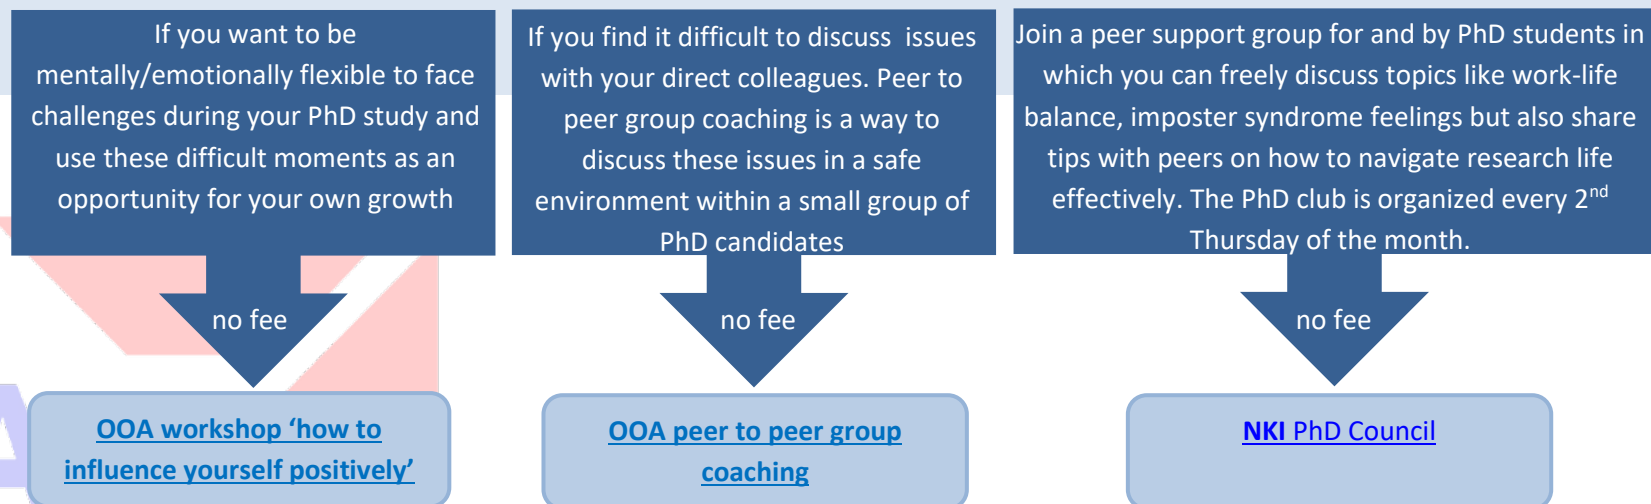 If you want to be
mentally/emotionally flexible to face
challenges during your PhD study and
use these difficult moments as an
opportunity for your own growth
no fee
OOA workshop ‘how to
influence yourself positively’
If you find it difficult to discuss  issues
with your direct colleagues. Peer to
peer group coaching is a way to
discuss these issues in a safe
environment within a small group of
PhD candidates
no fee
OOA peer to peer group
coaching
Join a peer support group for and by PhD students in
which you can freely discuss topics like work-life
balance, imposter syndrome feelings but also share
tips with peers on how to navigate research life
effectively. The PhD club is organized every 2nd
Thursday of the month.
no fee
NKI PhD Council